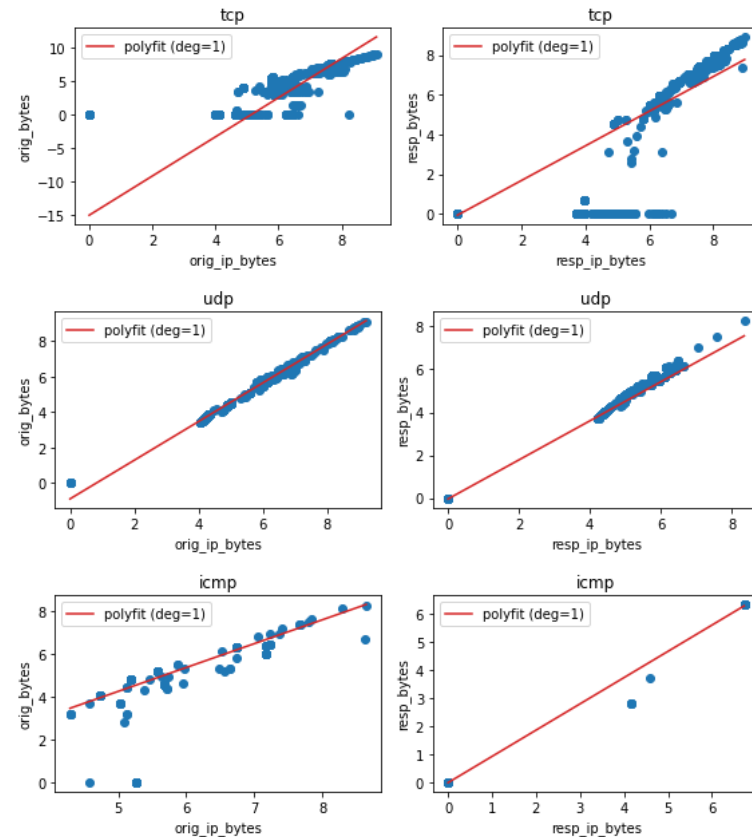 tcp
polyfit (deg=1)
orig_bytes
10
5
0
−5
−10
−15
0 2 4 6 8
orig_ip_bytes
tcp
polyfit (deg=1)
resp_bytes
8
6
4
2
0
0 2 4 6 8
resp_ip_bytes
udp
polyfit (deg=1)
orig_bytes
8
6
4
2
0
0 2 4 6 8
orig_ip_bytes
udp
polyfit (deg=1)
resp_bytes
8
6
4
2
0
0 2 4 6 8
resp_ip_bytes
icmp
polyfit (deg=1)
orig_bytes
8
6
4
2
0
5 6 7 8
orig_ip_bytes
icmp
polyfit (deg=1)
resp_bytes
6
5
4
3
2
1
0
0 1 2 3 4 5 6
resp_ip_bytes